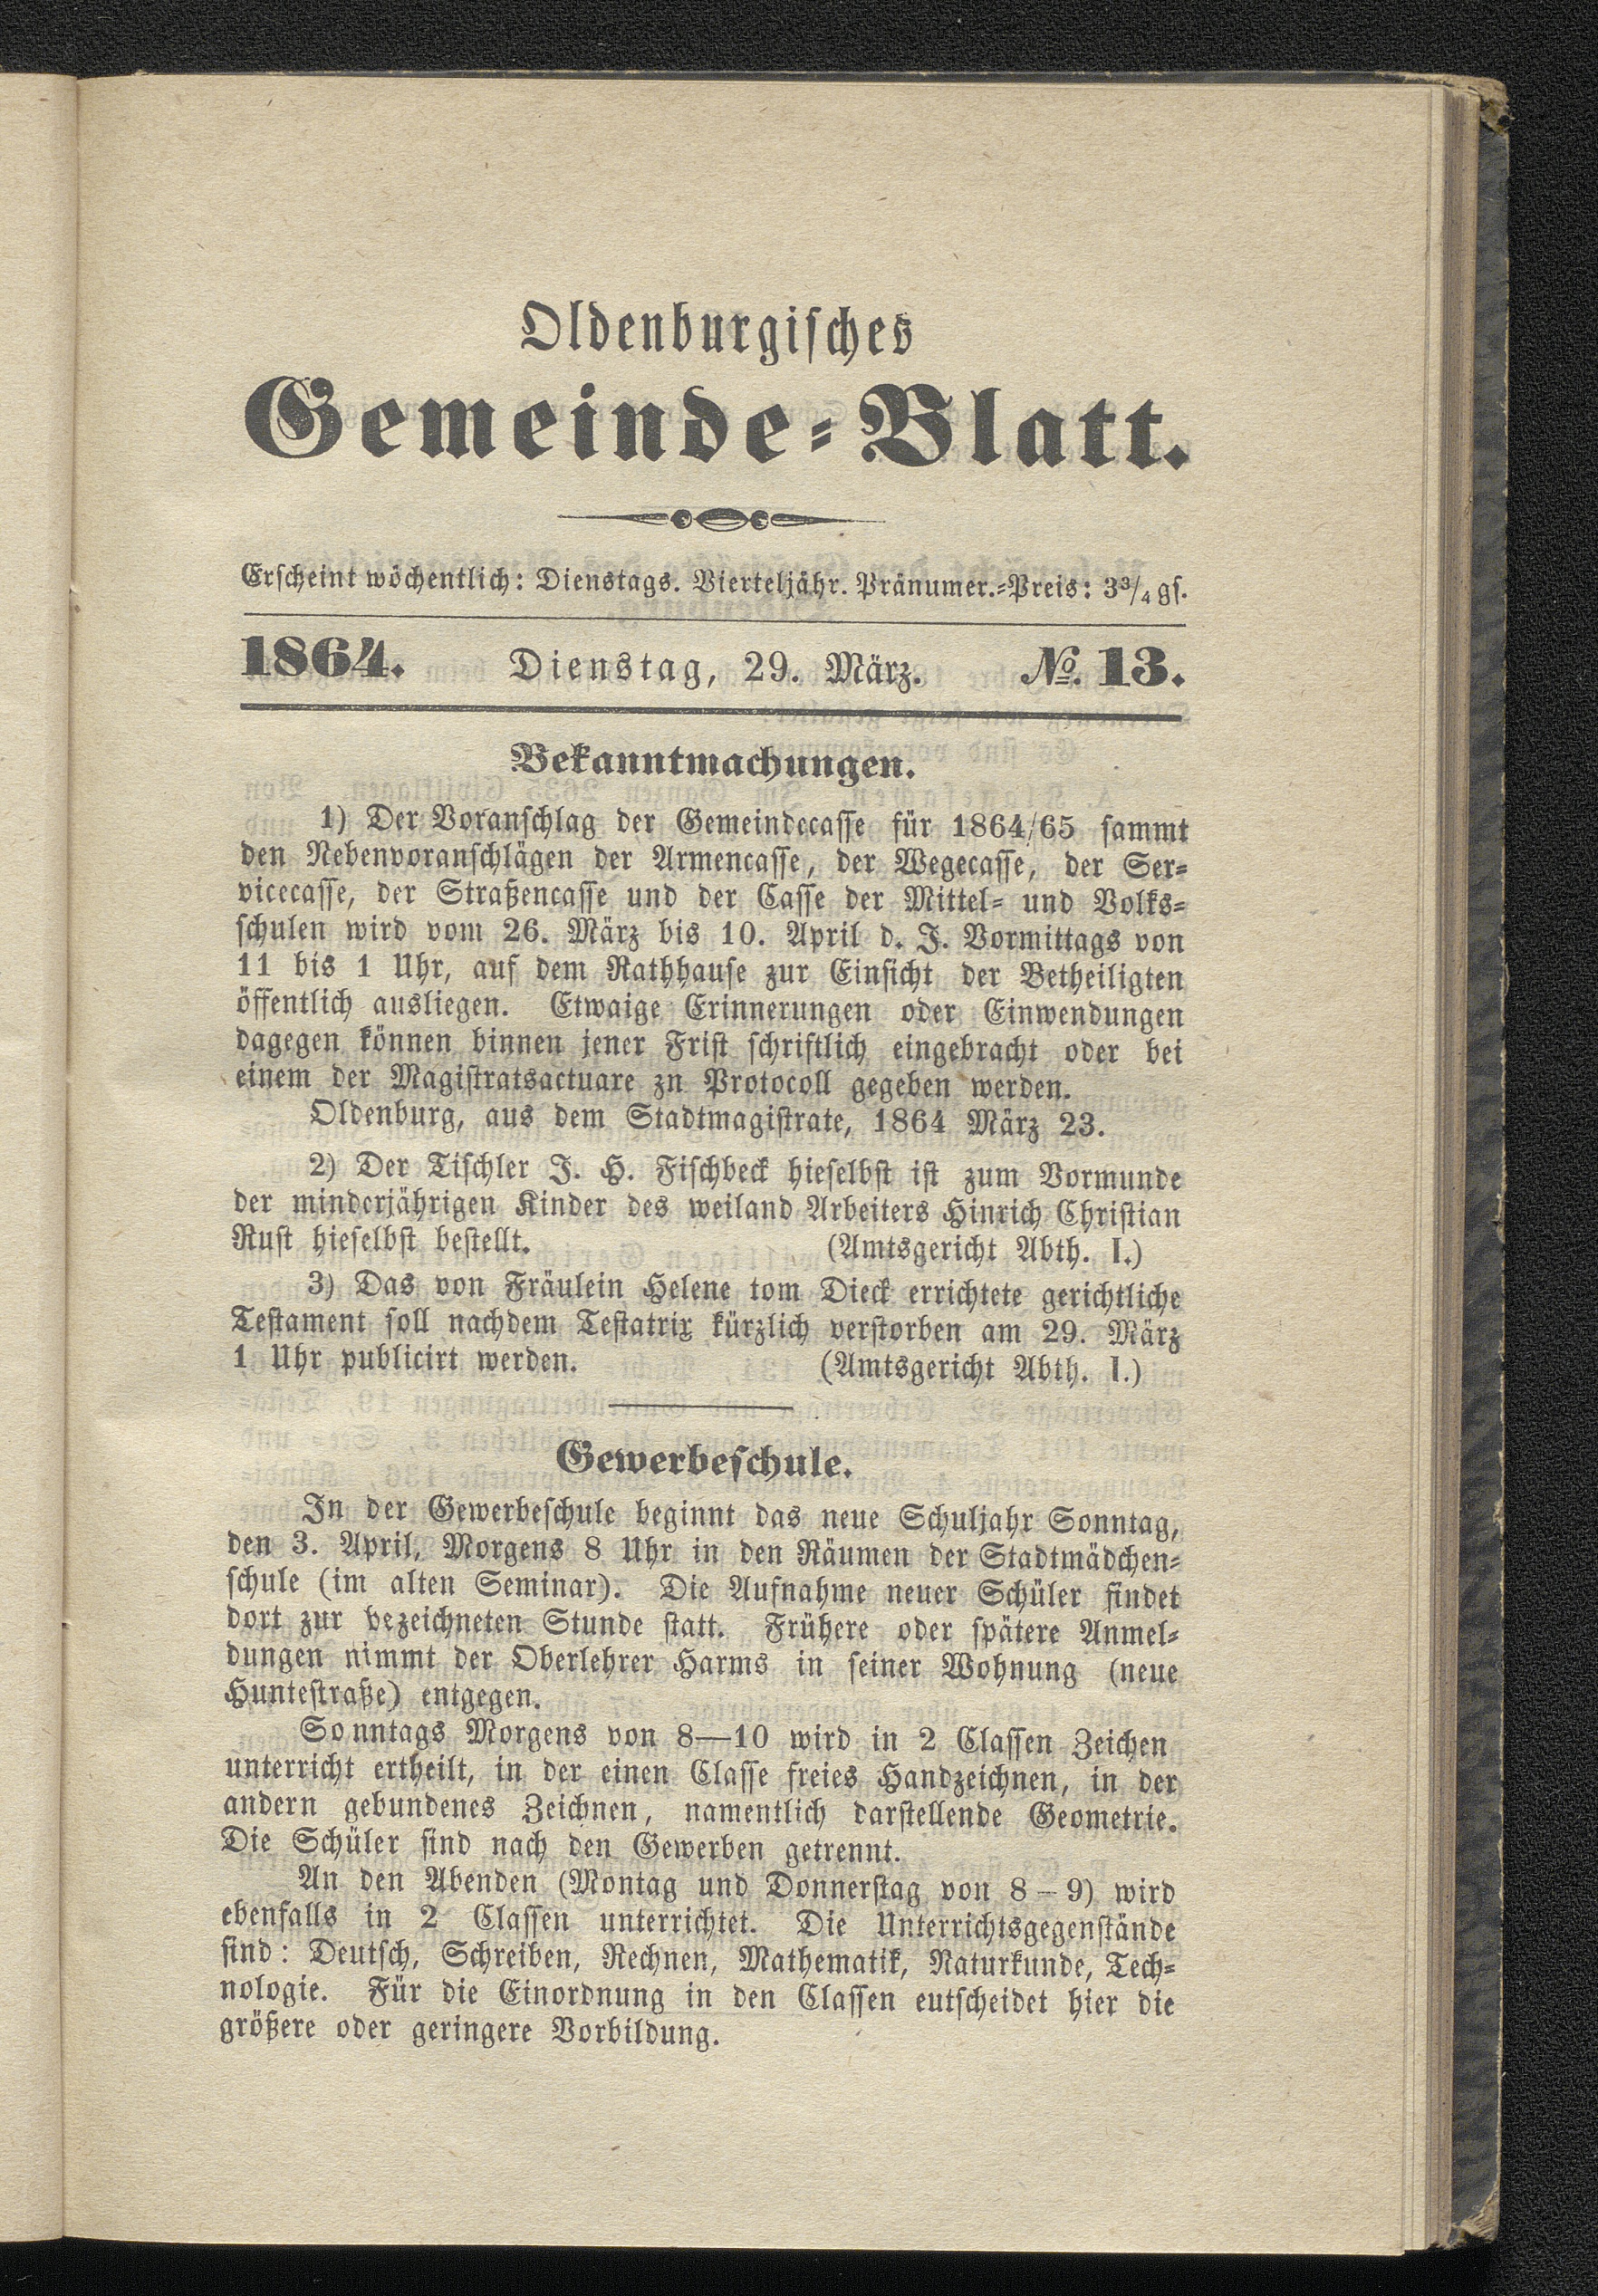 Oldenburgisches
Gemeinde-Blatt.
Erscheint wöchentlich: Dienstags. Vierteljähr. Pränumer.-Preis: 3¾ gs.
1864. Dienstag, 29. März. №. 13.
Bekanntmachungen.
1) Der Voranschlag der Gemeindecasse für 1864/65 sammt
den Nebenvoranschlägen der Armencasse, der Wegecasse, der Ser-
vicecasse, der Straßencasse und der Casse der Mittel- und Volks-
schulen wird vom 26. März bis 10. April d. J. Vormittags von
11 bis 1 Uhr, auf dem Rathhause zur Einsicht der Betheiligten
öffentlich ausliegen. Etwaige Erinnerungen oder Einwendungen
dagegen können binnen jener Frist schriftlich eingebracht oder bei
einem der Magistratsactuare zn Protocoll gegeben werden.
Oldenburg, aus dem Stadtmagistrate, 1864 März 23.
2) Der Tischler J. H. Fischbeck hieselbst ist zum Vormunde
der minderjährigen Kinder des weiland Arbeiters Hinrich Christian
Rust hieselbst bestellt. (Amtsgericht Abth. I.)
3) Das von Fräulein Helene tom Dieck errichtete gerichtliche
Testament soll nachdem Testatrix kürzlich verstorben am 29. März
1 Uhr publicirt werden. (Amtsgericht Abth. I.)
Gewerbeschule.
In der Gewerbeschule beginnt das neue Schuljahr Sonntag,
den 3. April, Morgens 8 Uhr in den Räumen der Stadtmädchen-
schule (im alten Seminar). Die Aufnahme neuer Schüler findet
dort zur bezeichneten Stunde statt. Frühere oder spätere Anmel-
dungen nimmt der Oberlehrer Harms in seiner Wohnung (neue
Huntestraße) entgegen.
Sonntags Morgens von 8—10 wird in 2 Classen Zeichen
unterricht ertheilt, in der einen Classe freies Handzeichnen, in der
andern gebundenes Zeichnen, namentlich darstellende Geometrie.
Die Schüler sind nach den Gewerben getrennt.
An den Abenden (Montag und Donnerstag von 8–9) wird
ebenfalls in 2 Classen unterrichtet. Die Unterrichtsgegenstände
sind: Deutsch, Schreiben, Rechnen, Mathematik, Naturkunde, Tech-
nologie. Für die Einordnung in den Classen eutscheidet hier die
größere oder geringere Vorbildung.